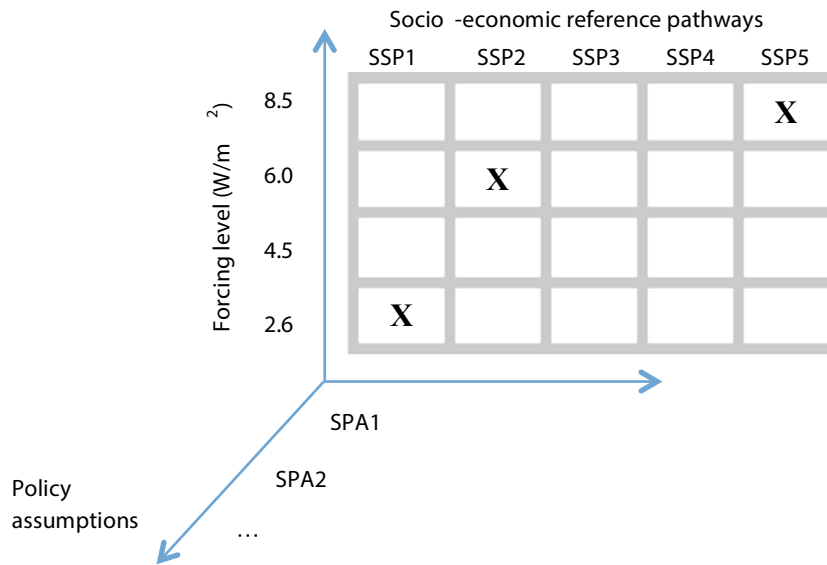 Socio -economic reference pathways
SSP1 SSP2 SSP3 SSP4 SSP5
Forcing level (W/m 2)
8.5 X
6.0 X
4.5
2.6 X
SPA1
SPA2
...
Policy
assumptions